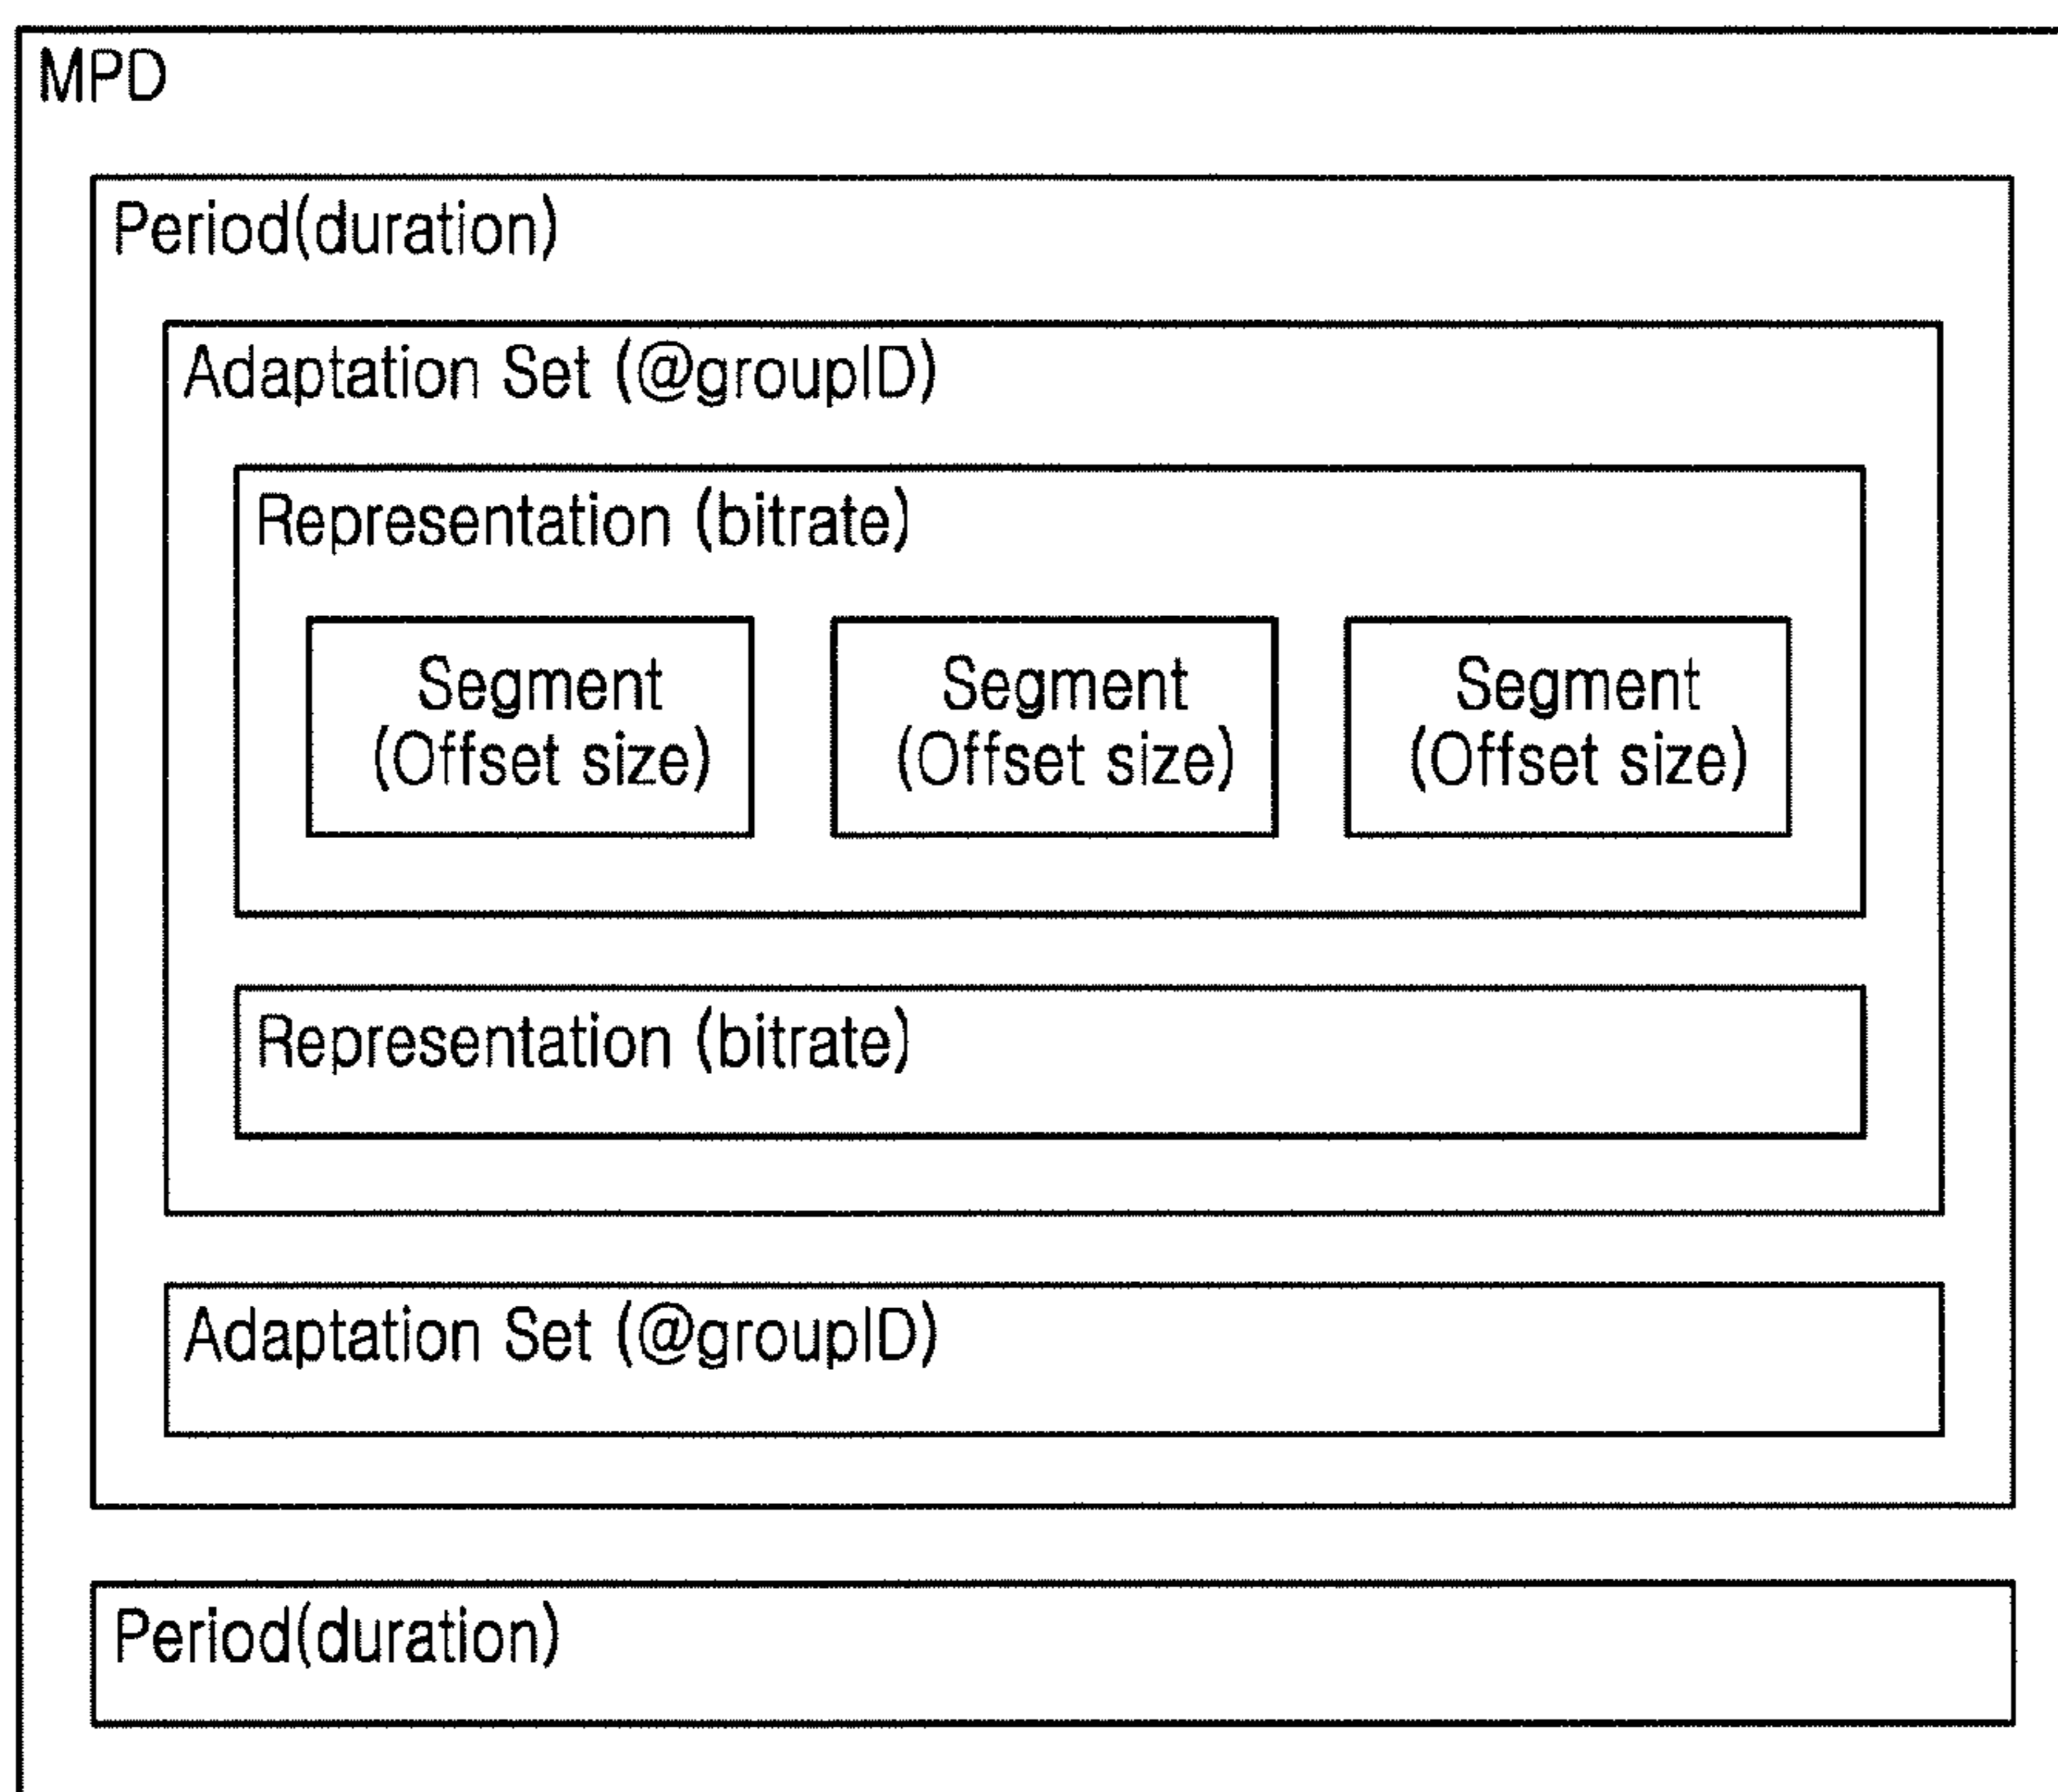 MPD
Period(duration)
Adaptation Set (@groupID)
Representation (bitrate)
Segment
(Offset size)
Segment
(Offset size)
Segment
(Offset size)
Representation (bitrate)
Adaptation Set (@groupID)
Period(duration)